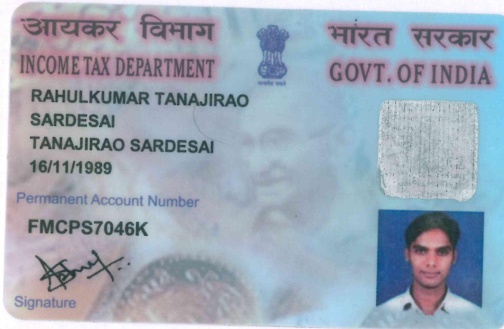 आयकर विभाग
भारत सरकार
INCOME TAX DEPARTMENT
GOVT. OF INDIA
RAHULKUMAR TANAJIRAO
SARDESAI
TANAJIRAO SARDESAI
16/11/1989
Permanent Account Number
FMCPS7046K
Signature